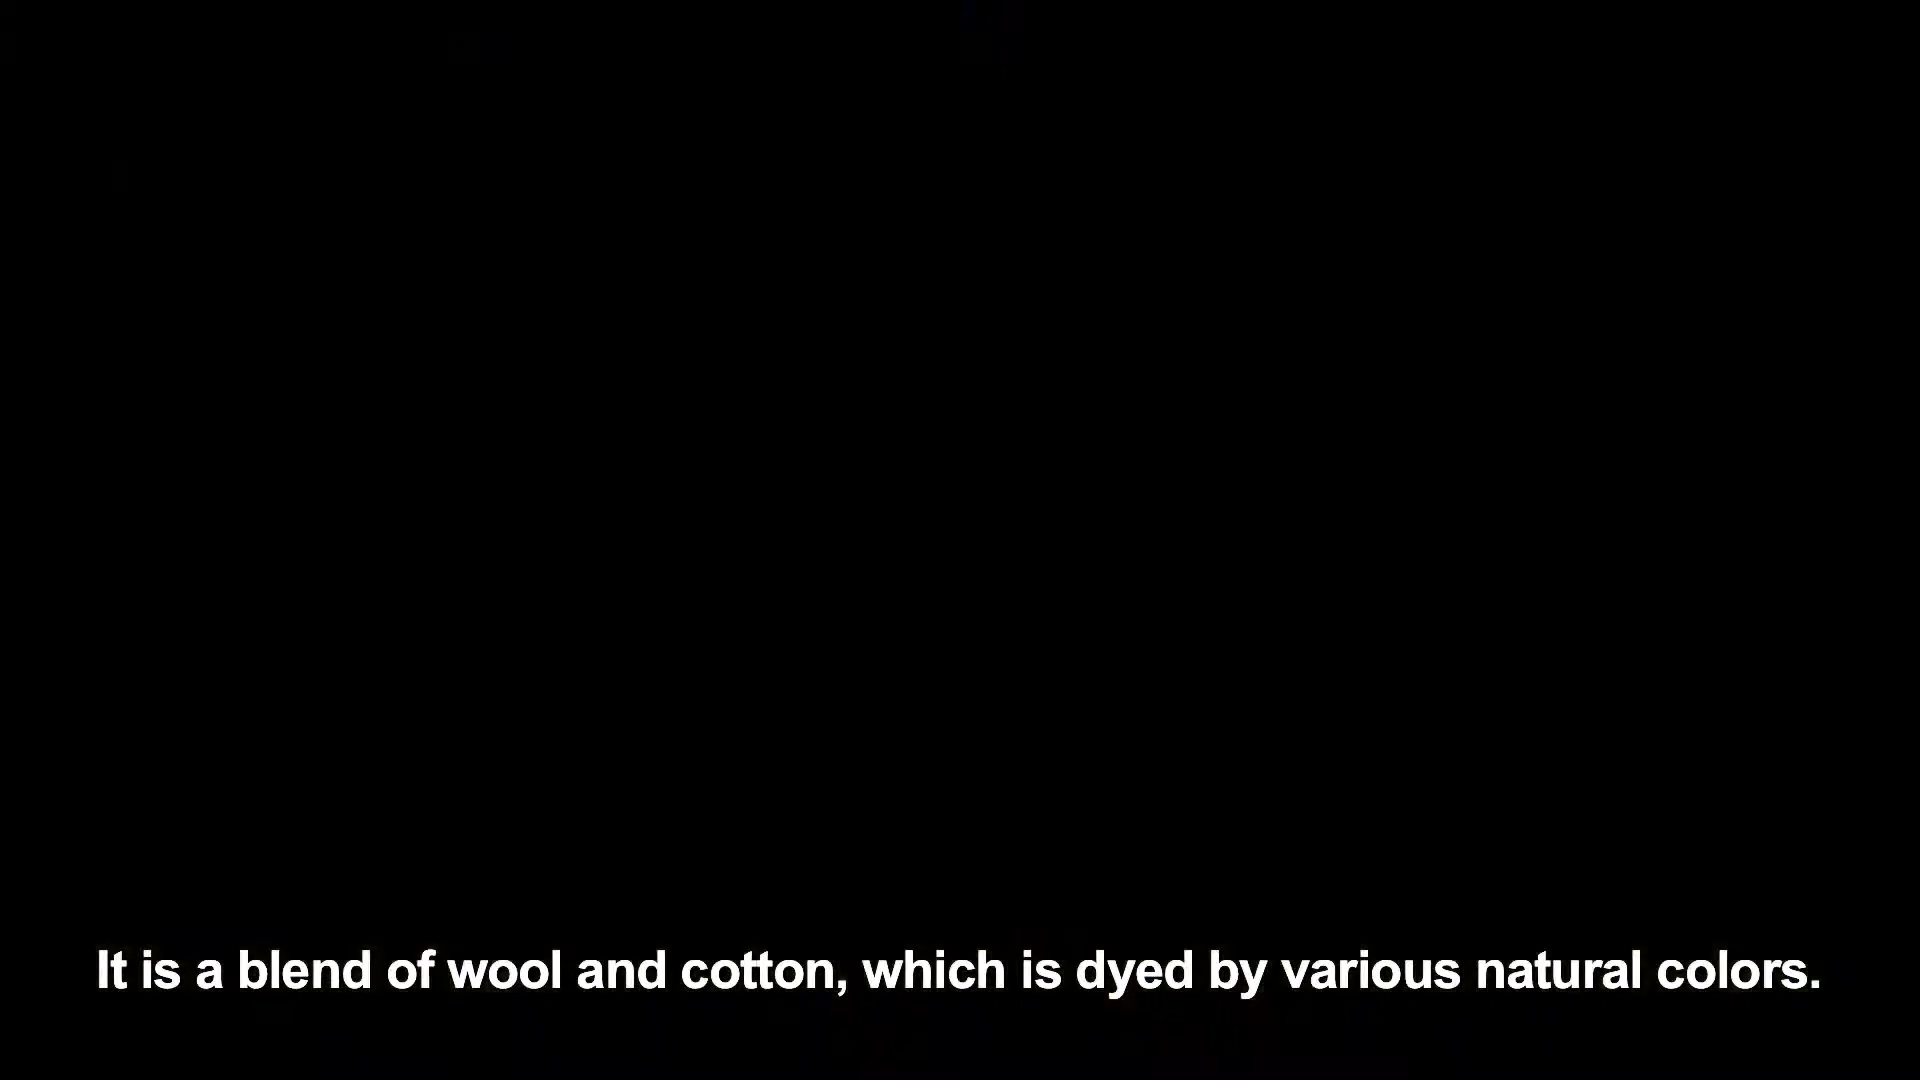 It is a blend of wool and cotton, which is dyed by various natural colors.